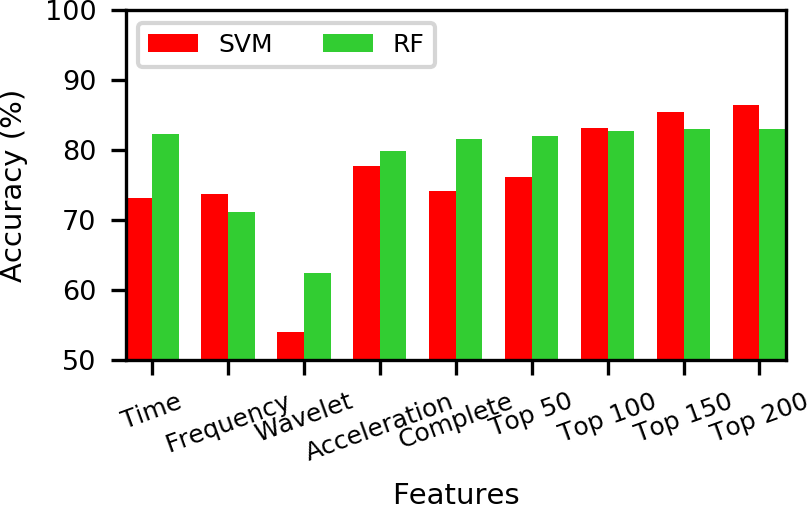 100
90
80
70
60
50
Accuracy (%)
SVM RF
Time Frequency Wavelet Acceleration Complete Top 50 Top 100 Top 150 Top 200
Features